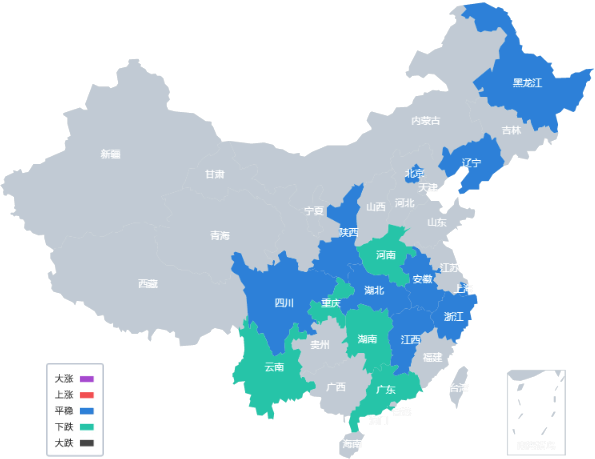 黑龙江
内蒙古
吉林
新疆
辽宁
甘肃
北京
天津
宁夏
山西
河北
山东
青海
陕西
河南
江苏
西藏
安徽
上海
四川
重庆
湖北
浙江
湖南
江西
贵州
福建
云南
广西
广东
台湾
海南
大涨
上涨
平稳
下跌
大跌